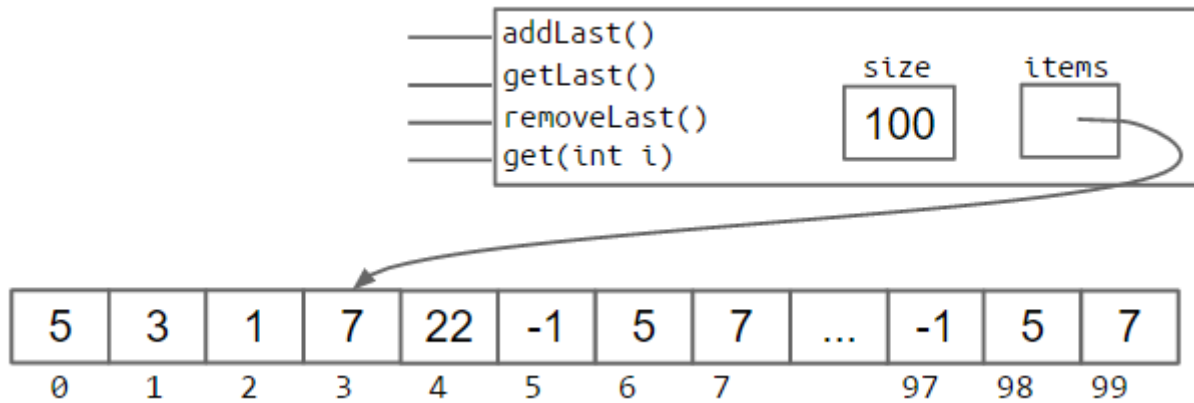 addLast()
getLast()
size items
removeLast()
100
get(int i)
5 3 1 7 22 -1 5 7 ... -1 5 7
0 1 2 3 4 5 6 7 97 98 99